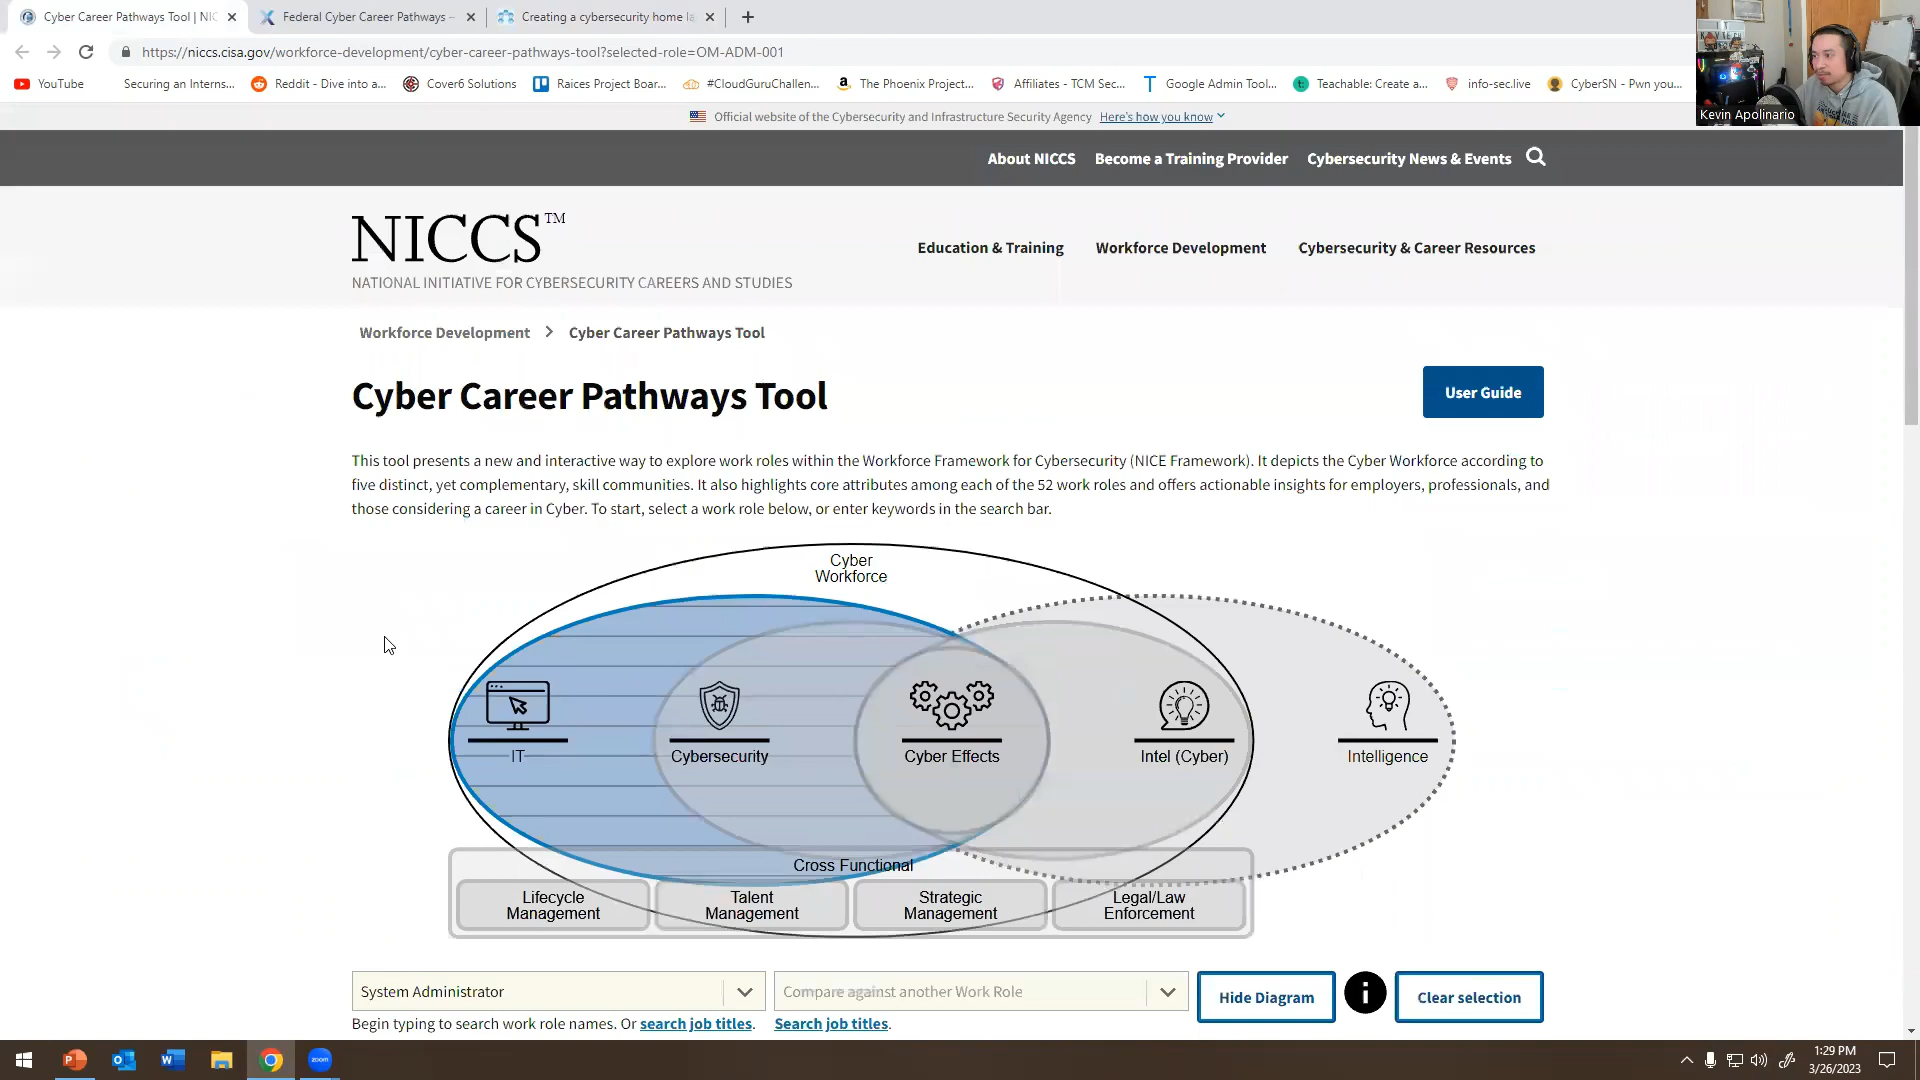 Cyber Career Pathways Tool | NIC
Federal Cyber Career Pathways –
Creating a cybersecurity home la
https://niccs.cisa.gov/workforce-development/cyber-career-pathways-tool?selected-role=OM-ADM-001
YouTube
Securing an Interns...
Reddit - Dive into a...
Cover6 Solutions
Raices Project Boar...
#CloudGuruChallen...
The Phoenix Project...
Affiliates - TCM Sec...
Google Admin Tool...
Teachable: Create a...
info-sec.live
CyberSN - Pwn you...
Kevin Apolinario
Official website of the Cybersecurity and Infrastructure Security Agency Here's how you know
About NICCS
Become a Training Provider
Cybersecurity News & Events
NICCS™
NATIONAL INITIATIVE FOR CYBERSECURITY CAREERS AND STUDIES
Education & Training
Workforce Development
Cybersecurity & Career Resources
Workforce Development > Cyber Career Pathways Tool
Cyber Career Pathways Tool
User Guide
This tool presents a new and interactive way to explore work roles within the Workforce Framework for Cybersecurity (NICE Framework). It depicts the Cyber Workforce according to
five distinct, yet complementary, skill communities. It also highlights core attributes among each of the 52 work roles and offers actionable insights for employers, professionals, and
those considering a career in Cyber. To start, select a work role below, or enter keywords in the search bar.
Cyber
Workforce
IT
Cybersecurity
Cyber Effects
Intel (Cyber)
Intelligence
Cross Functional
Lifecycle
Management
Talent
Management
Strategic
Management
Legal/Law
Enforcement
System Administrator
Compare against another Work Role
Hide Diagram
i
Clear selection
Begin typing to search work role names. Or search job titles.
Search job titles.
1:29 PM
3/26/2023